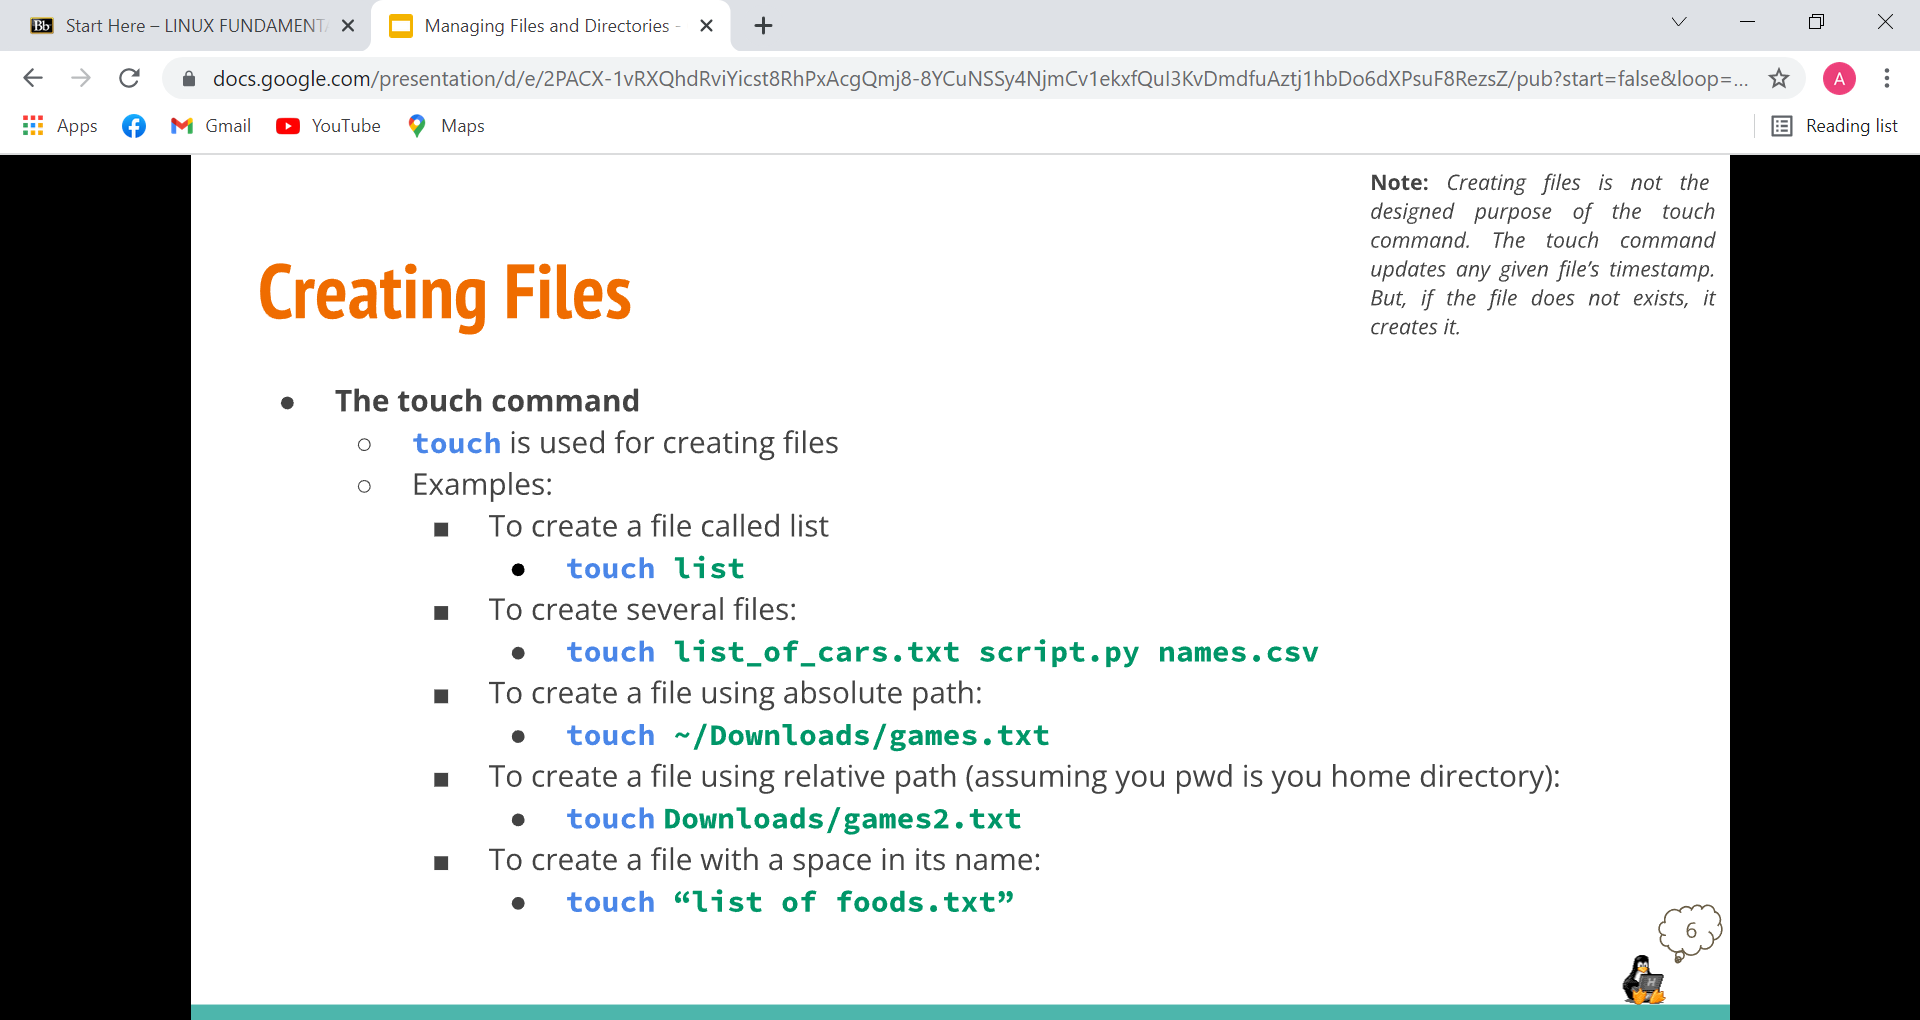 Bb Start Here – LINUX FUNDAMENT
Managing Files and Directories -
docs.google.com/presentation/d/e/2PACX-1vRXQhdRviYicst8RhPxAcgQmj8-8YCuNSSy4NjmCv1ekxfQuI3KvDmdfuAztj1hbDo6dXPsuF8RezsZ/pub?start=false&loop=...
A
Apps
Gmail
YouTube
Maps
Reading list
Note: Creating files is not the
designed purpose of the touch
command. The touch command
updates any given file's timestamp.
But, if the file does not exists, it
creates it.
Creating Files
● The touch command
○ touch is used for creating files
○ Examples:
■ To create a file called list
● touch list
■ To create several files:
● touch list_of_cars.txt script.py names.csv
■ To create a file using absolute path:
● touch ~/Downloads/games.txt
■ To create a file using relative path (assuming you pwd is you home directory):
● touch Downloads/games2.txt
■ To create a file with a space in its name:
● touch “list of foods.txt”
6